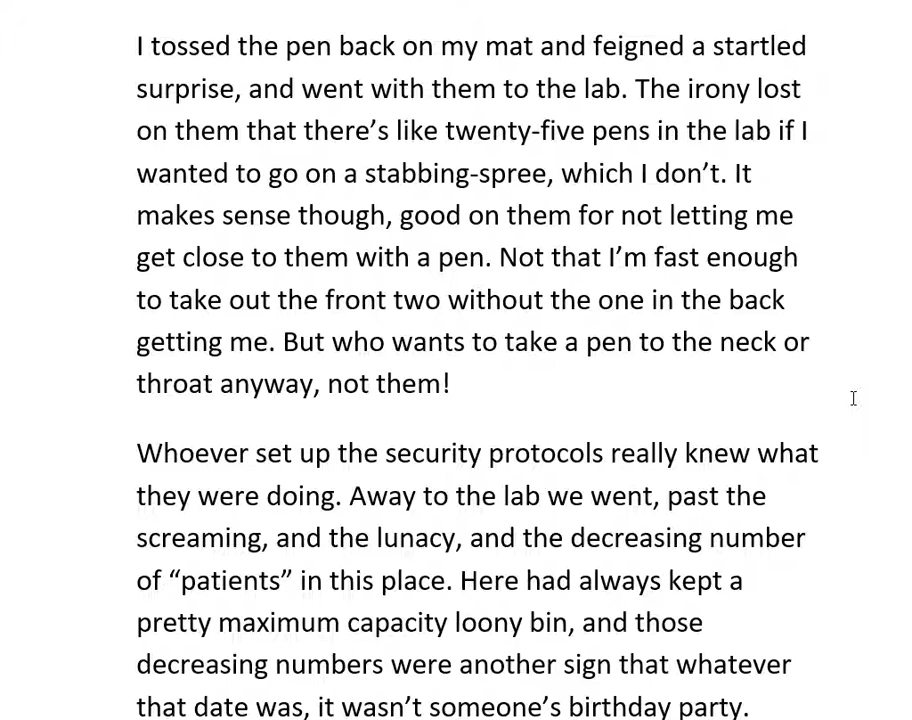 I tossed the pen back on my mat and feigned a startled
surprise, and went with them to the lab. The irony lost
on them that there’s like twenty-five pens in the lab if I
wanted to go on a stabbing-spree, which I don’t. It
makes sense though, good on them for not letting me
get close to them with a pen. Not that I’m fast enough
to take out the front two without the one in the back
getting me. But who wants to take a pen to the neck or
throat anyway, not them!
Whoever set up the security protocols really knew what
they were doing. Away to the lab we went, past the
screaming, and the lunacy, and the decreasing number
of “patients” in this place. Here had always kept a
pretty maximum capacity loony bin, and those
decreasing numbers were another sign that whatever
that date was, it wasn’t someone’s birthday party.